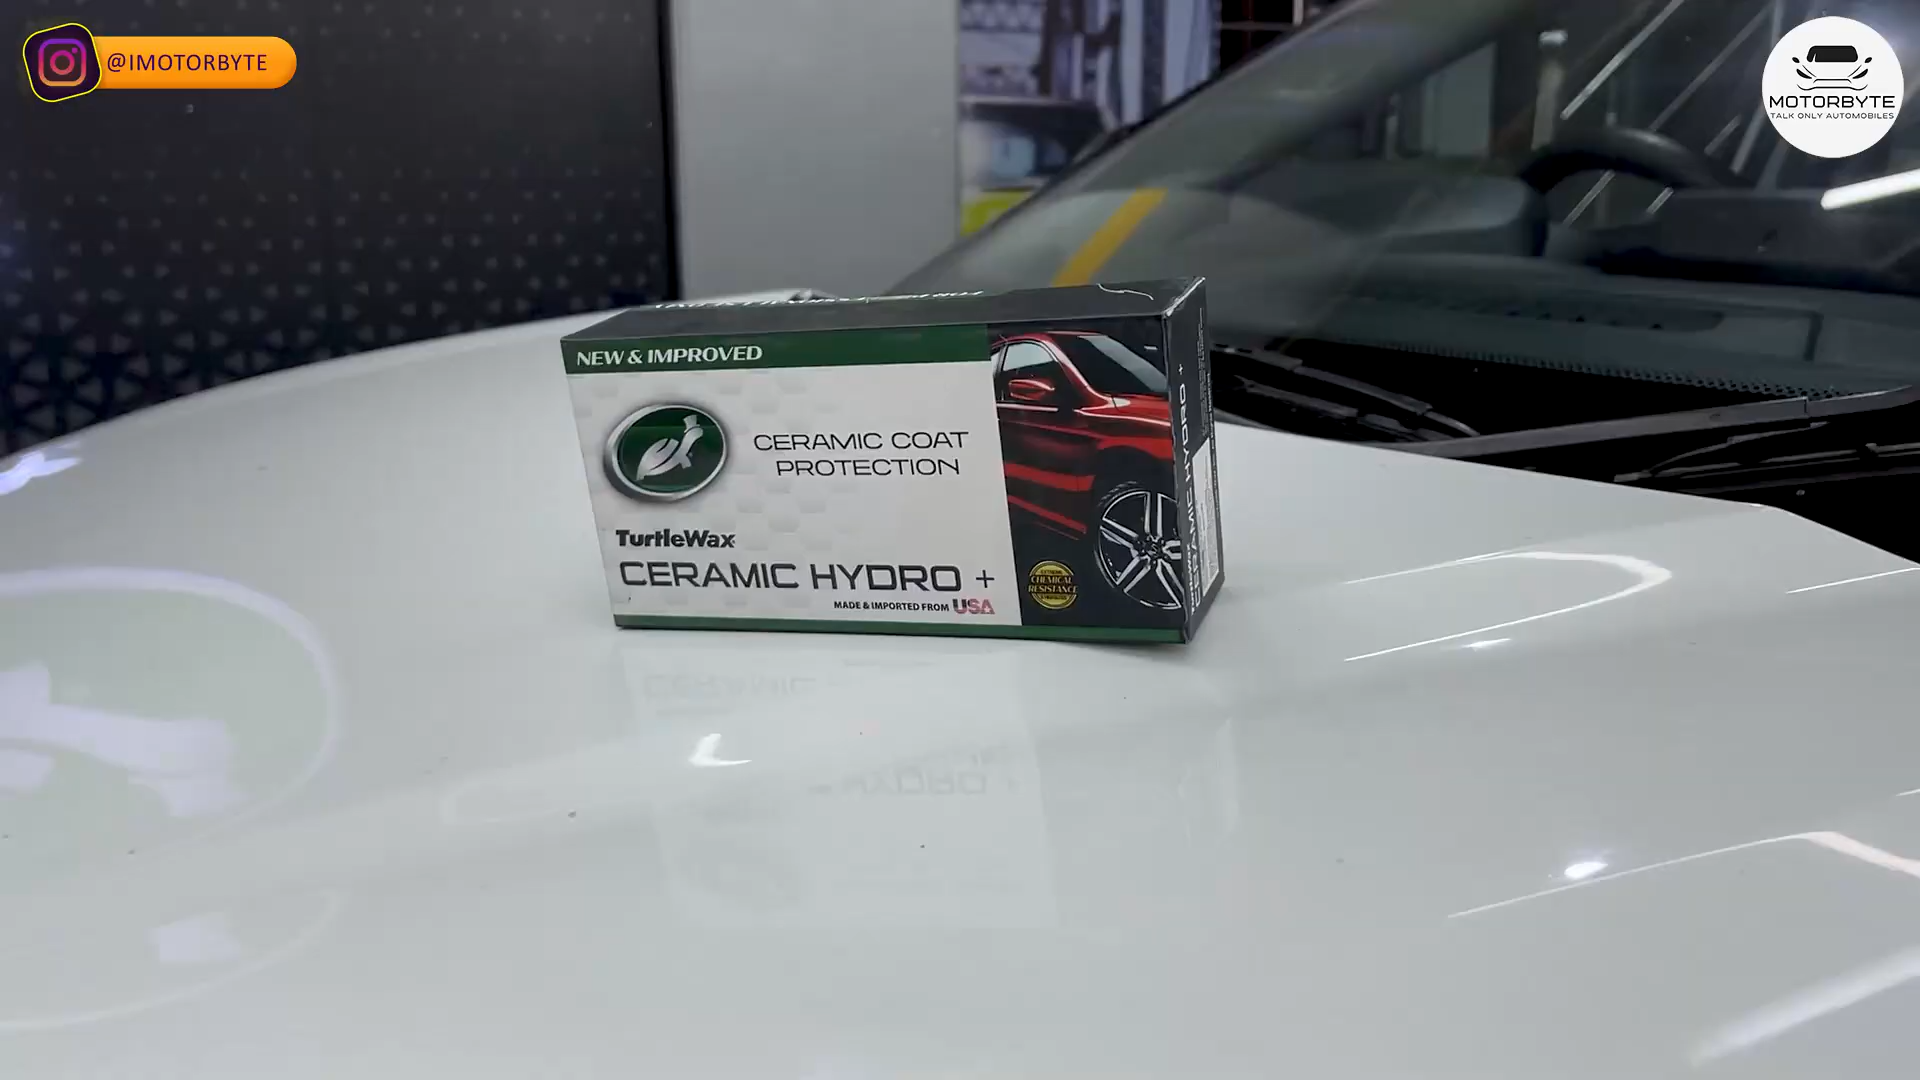 @IMOTORBYTE
MOTORBYTE
TALK ONLY AUTOMOBILES
NEW & IMPROVED
CERAMIC COAT
PROTECTION
TurtleWax
CERAMIC HYDRO +
MADE & IMPORTED FROM USA
CHEMICAL
RESISTANCE
CERAMIC HYDRO +